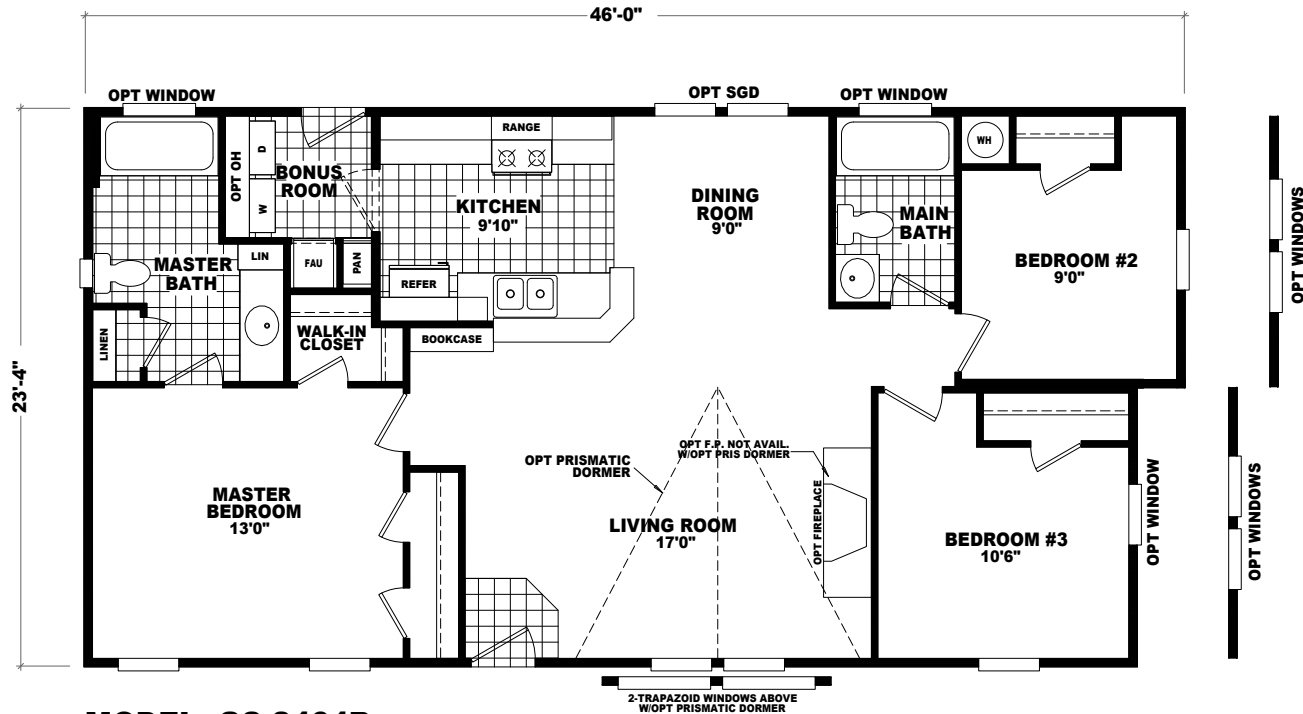 46'-0"
OPT WINDOW
OPT SGD
OPT WINDOW
RANGE
WH
D
OPT OH
BONUS
ROOM
W
KITCHEN
9'10"
DINING
ROOM
9'0"
MAIN
BATH
OPT WINDOWS
MASTER
BATH
LIN
FAU
PAN
REFER
BEDROOM #2
9'0"
LINEN
WALK-IN
CLOSET
BOOKCASE
23'-4"
OPT PRISMATIC
DORMER
OPT F.P. NOT AVAIL.
W/OPT PRIS DORMER
MASTER
BEDROOM
13'0"
LIVING ROOM
17'0"
OPT FIREPLACE
BEDROOM #3
10'6"
OPT WINDOW
OPT WINDOWS
2-TRAPAZOID WINDOWS ABOVE
W/OPT PRISMATIC DORMER